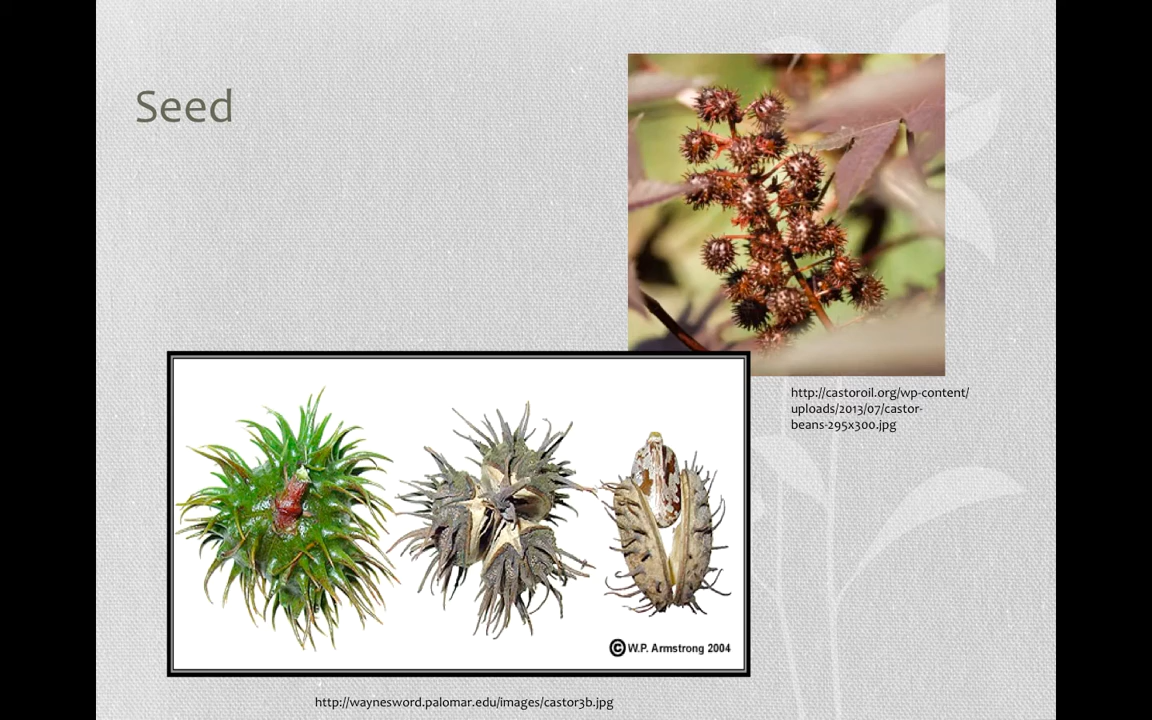 Seed
http://castoroil.org/wp-content/
uploads/2013/07/castor-
beans-295x300.jpg
©W.P. Armstrong 2004
http://waynesword.palomar.edu/images/castor3b.jpg